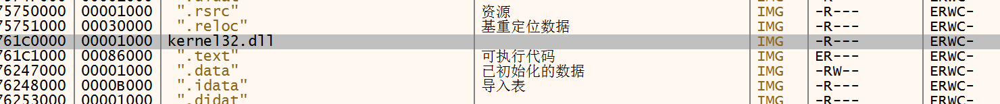 75750000 00001000 ".rsrc" 资源 IMG -R--- ERWC-
75751000 00030000 ".reloc" 基重定位数据 IMG -R--- ERWC-
761C0000 00001000 kernel32.dll IMG -R--- ERWC-
761C1000 00086000 ".text" 可执行代码 IMG ER--- ERWC-
76247000 00001000 ".data" 已初始化的数据 IMG -RW-- ERWC-
76248000 0000B000 ".idata" 导入表 IMG -R--- ERWC-
76253000 00001000 ".didat" IMG -R--- ERWC-